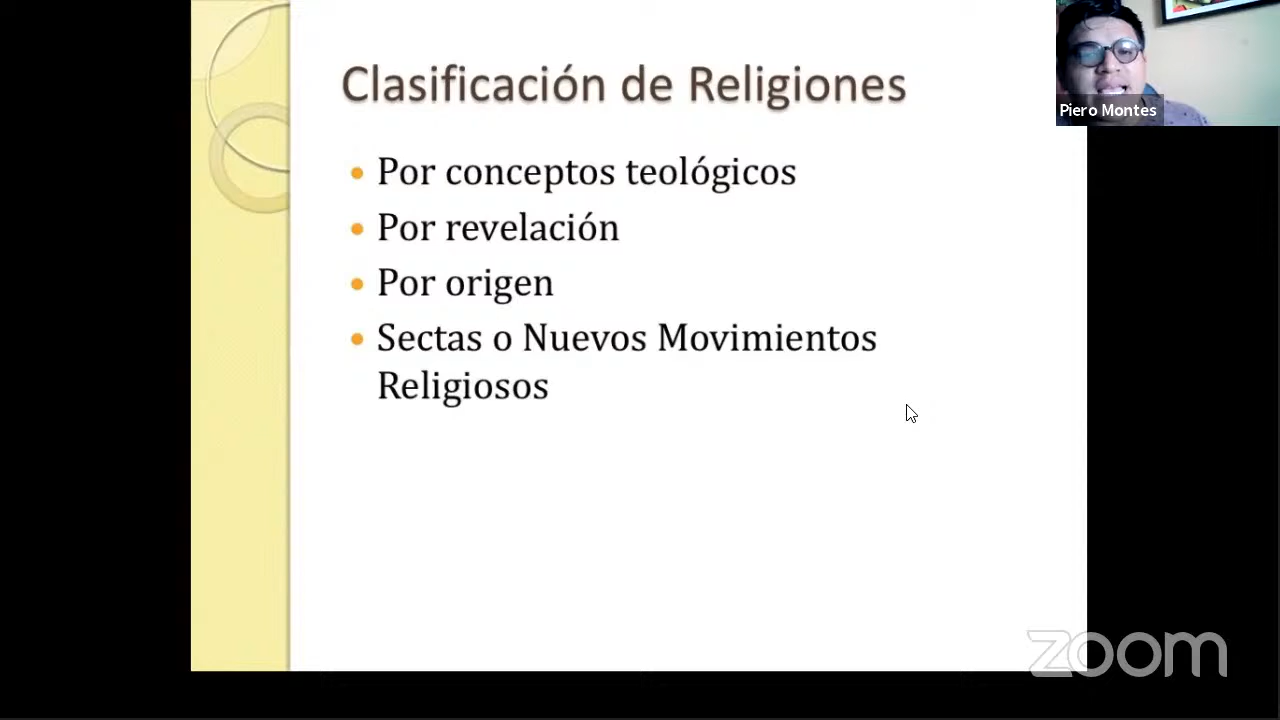 Clasificación de Religiones
Por conceptos teológicos
Por revelación
Por origen
Sectas o Nuevos Movimientos
Religiosos
Piero Montes
zoom